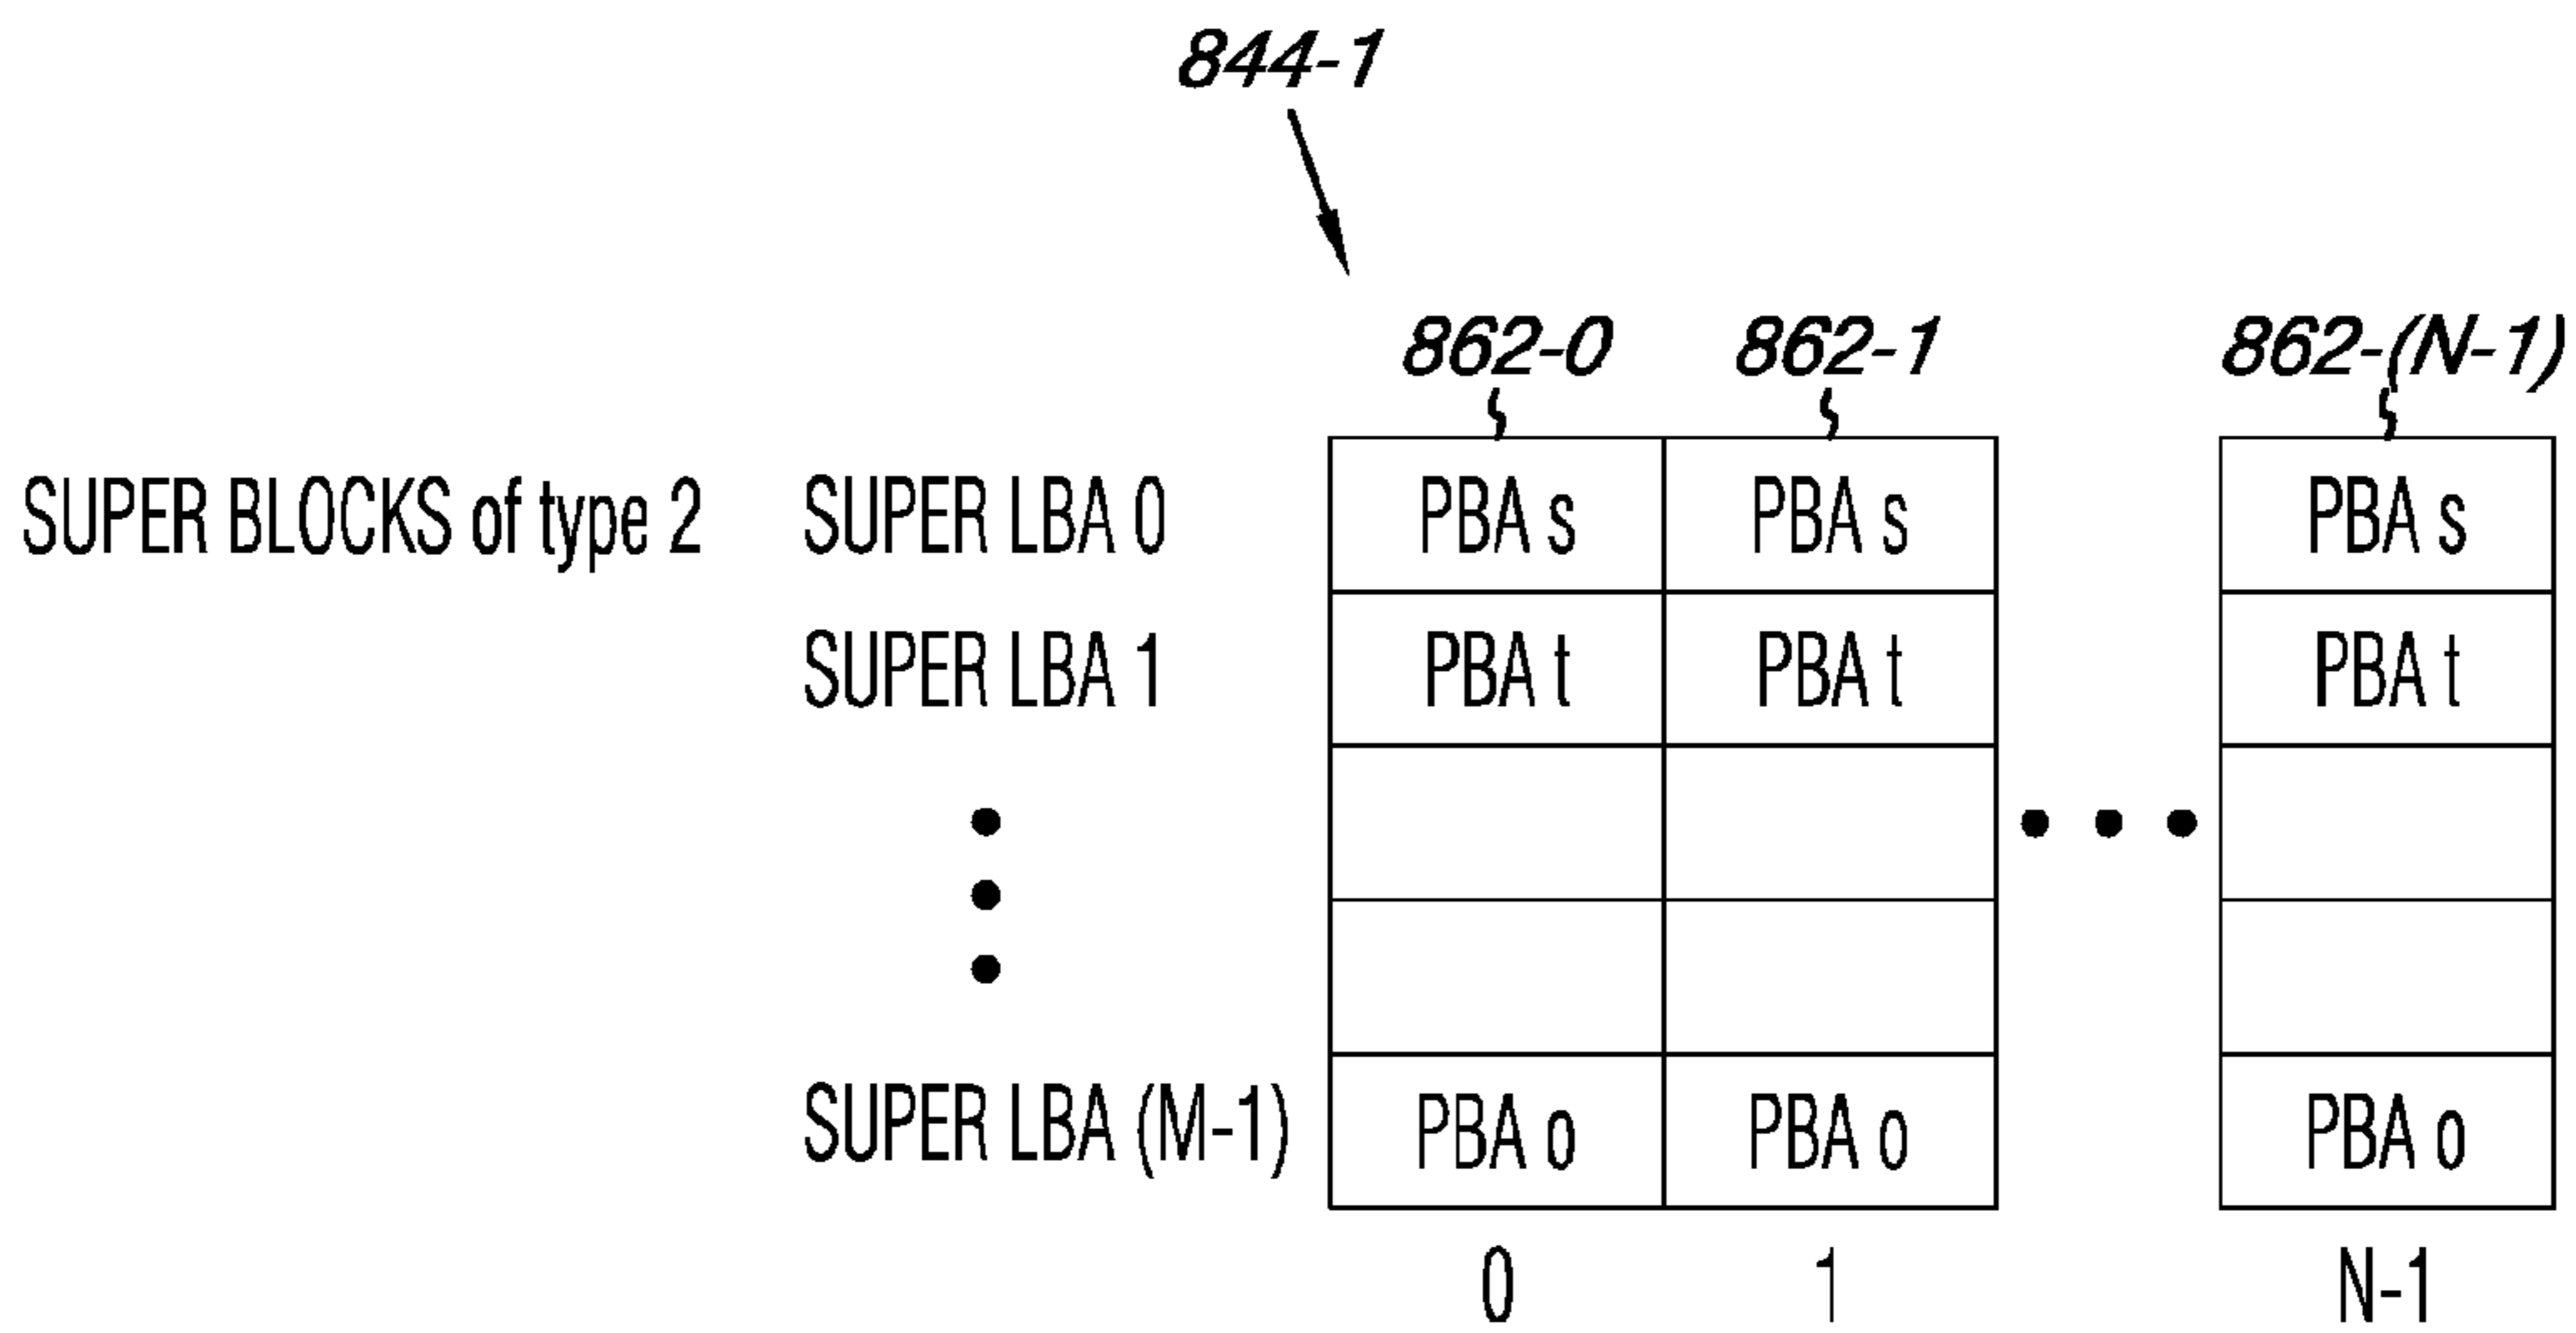 844-1
862-0 862-1 862-(N-1)
SUPER BLOCKS of type 2 SUPER LBA 0 PBA s PBA s PBA s
SUPER LBA 1 PBA t PBA t PBA t
SUPER LBA (M-1) PBA o PBA o PBA o
0 1 N-1